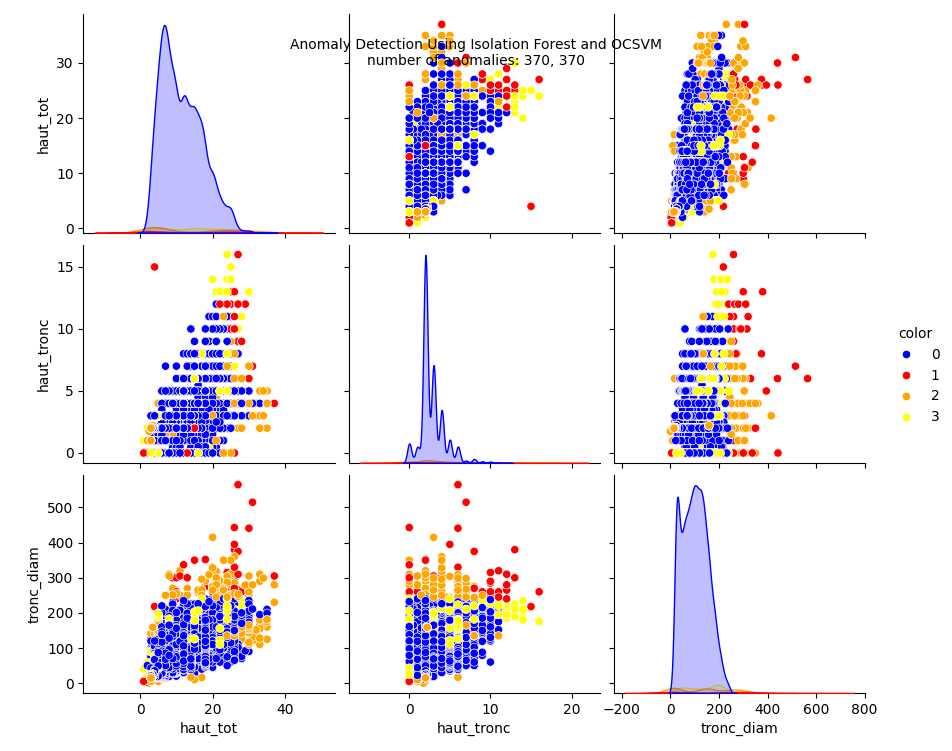 Anomaly Detection Using Isolation Forest and OCSVM
number of anomalies: 370, 370
haut_tot
30
20
10
0
haut_tronc
15
10
5
0
color
0
1
2
3
tronc_diam
500
400
300
200
100
0
0 20 40
haut_tot
0 10 20
haut_tronc
−200 0 200 400 600 800
tronc_diam